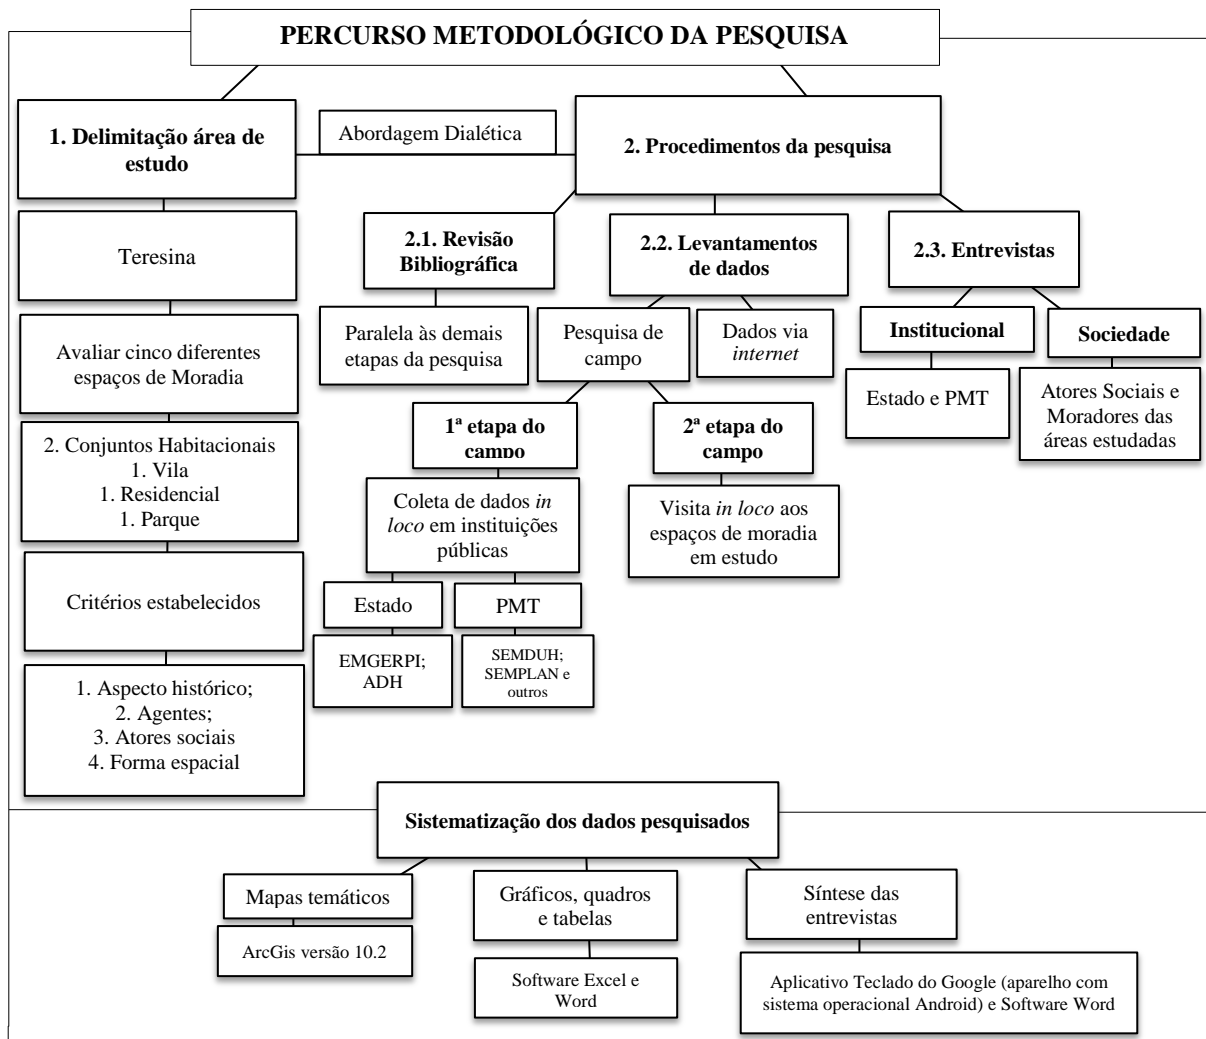 PERCURSO METODOLÓGICO DA PESQUISA
1. Delimitação área de
estudo
Abordagem Dialética
2. Procedimentos da pesquisa
Teresina
Avaliar cinco diferentes
espaços de Moradia
2. Conjuntos Habitacionais
1. Vila
1. Residencial
1. Parque
Critérios estabelecidos
1. Aspecto histórico;
2. Agentes;
3. Atores sociais
4. Forma espacial
2.1. Revisão
Bibliográfica
Paralela às demais
etapas da pesquisa
2.2. Levantamentos
de dados
Pesquisa de
campo
Dados via
internet
1ª etapa do
campo
Coleta de dados in
loco em instituições
públicas
Estado
EMGERPI;
ADH
PMT
SEMDUH;
SEMPLAN e
outros
2ª etapa do
campo
Visita in loco aos
espaços de moradia
em estudo
2.3. Entrevistas
Institucional
Estado e PMT
Sociedade
Atores Sociais e
Moradores das
áreas estudadas
Sistematização dos dados pesquisados
Mapas temáticos
ArcGis versão 10.2
Gráficos, quadros
e tabelas
Software Excel e
Word
Síntese das
entrevistas
Aplicativo Teclado do Google (aparelho com
sistema operacional Android) e Software Word